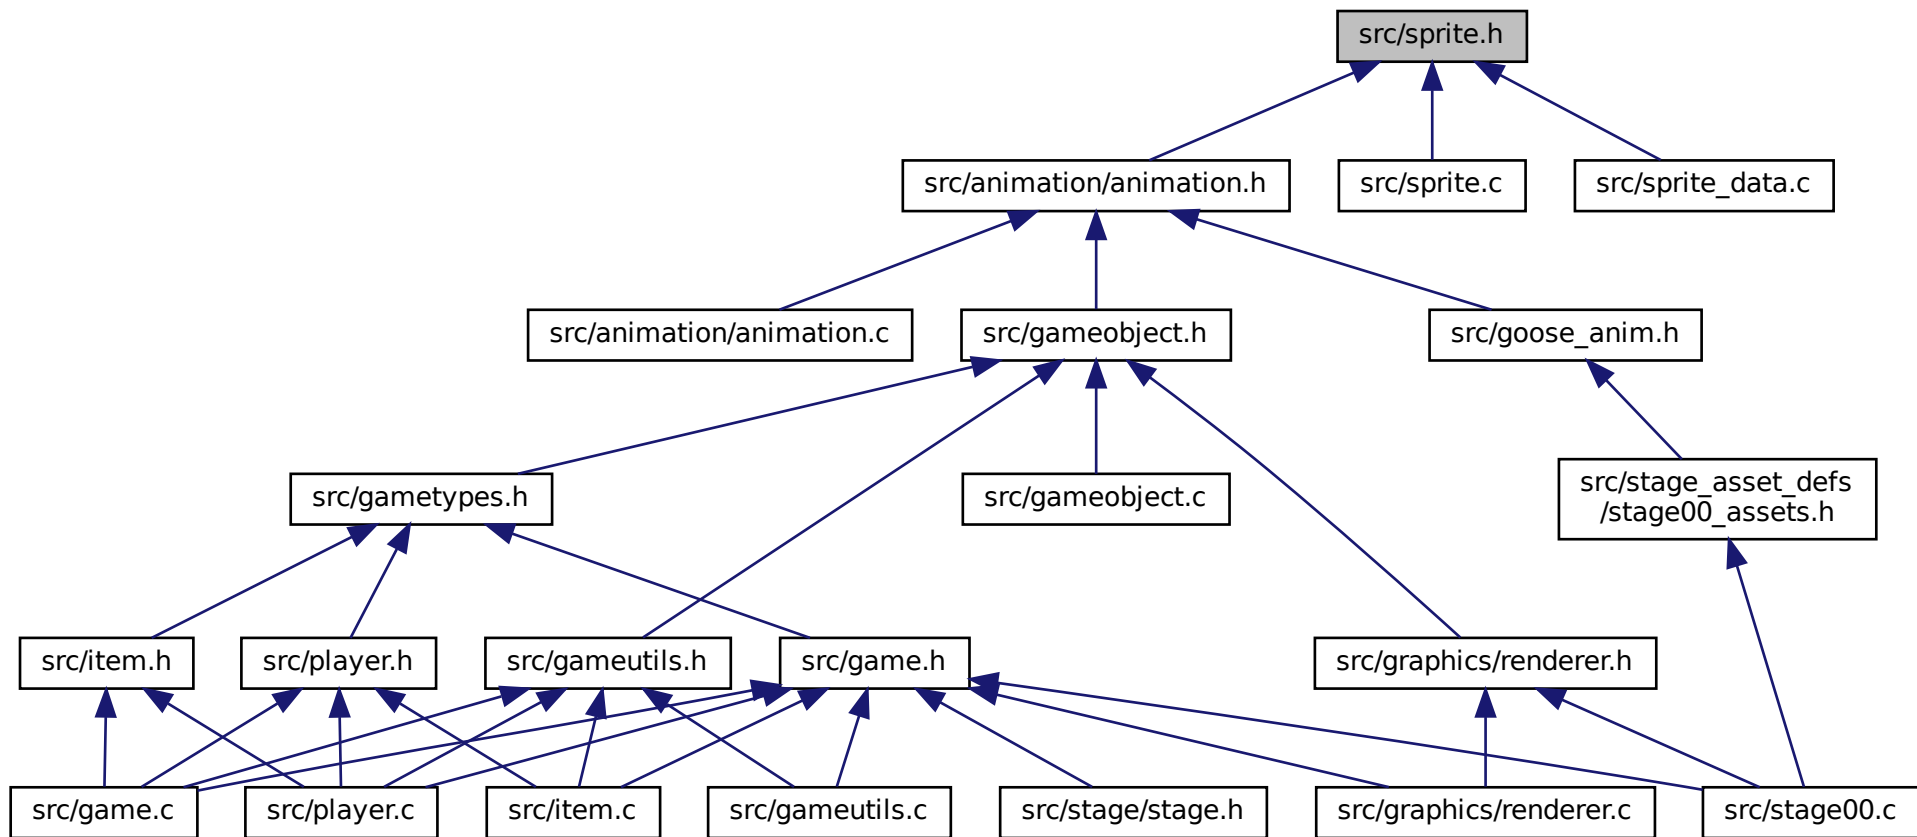 src/sprite.h
src/animation/animation.h
src/sprite.c
src/sprite_data.c
src/animation/animation.c
src/gameobject.h
src/goose_anim.h
src/gametypes.h
src/gameobject.c
src/stage_asset_defs
/stage00_assets.h
src/item.h
src/player.h
src/gameutils.h
src/game.h
src/graphics/renderer.h
src/game.c
src/player.c
src/item.c
src/gameutils.c
src/stage/stage.h
src/graphics/renderer.c
src/stage00.c